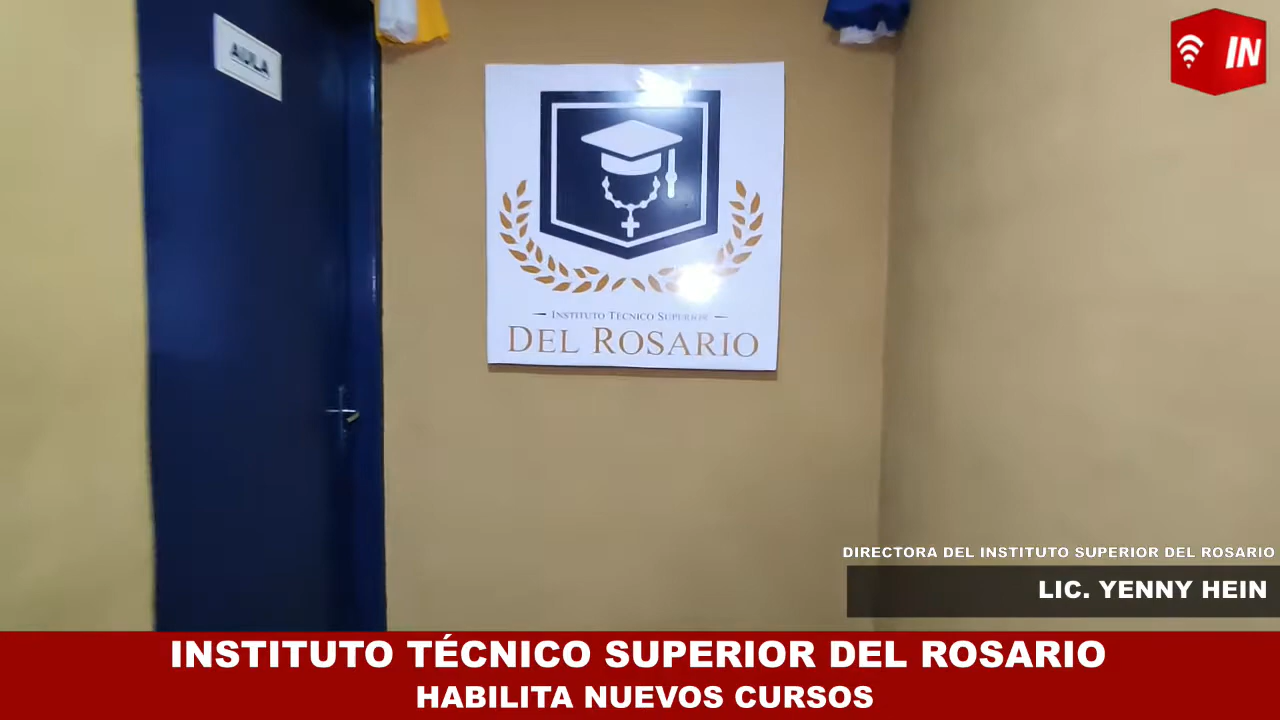 AULA
IN
INSTITUTO TÉCNICO SUPERIOR
DEL ROSARIO
DIRECTORA DEL INSTITUTO SUPERIOR DEL ROSARIO
LIC. YENNY HEIN
INSTITUTO TÉCNICO SUPERIOR DEL ROSARIO
HABILITA NUEVOS CURSOS